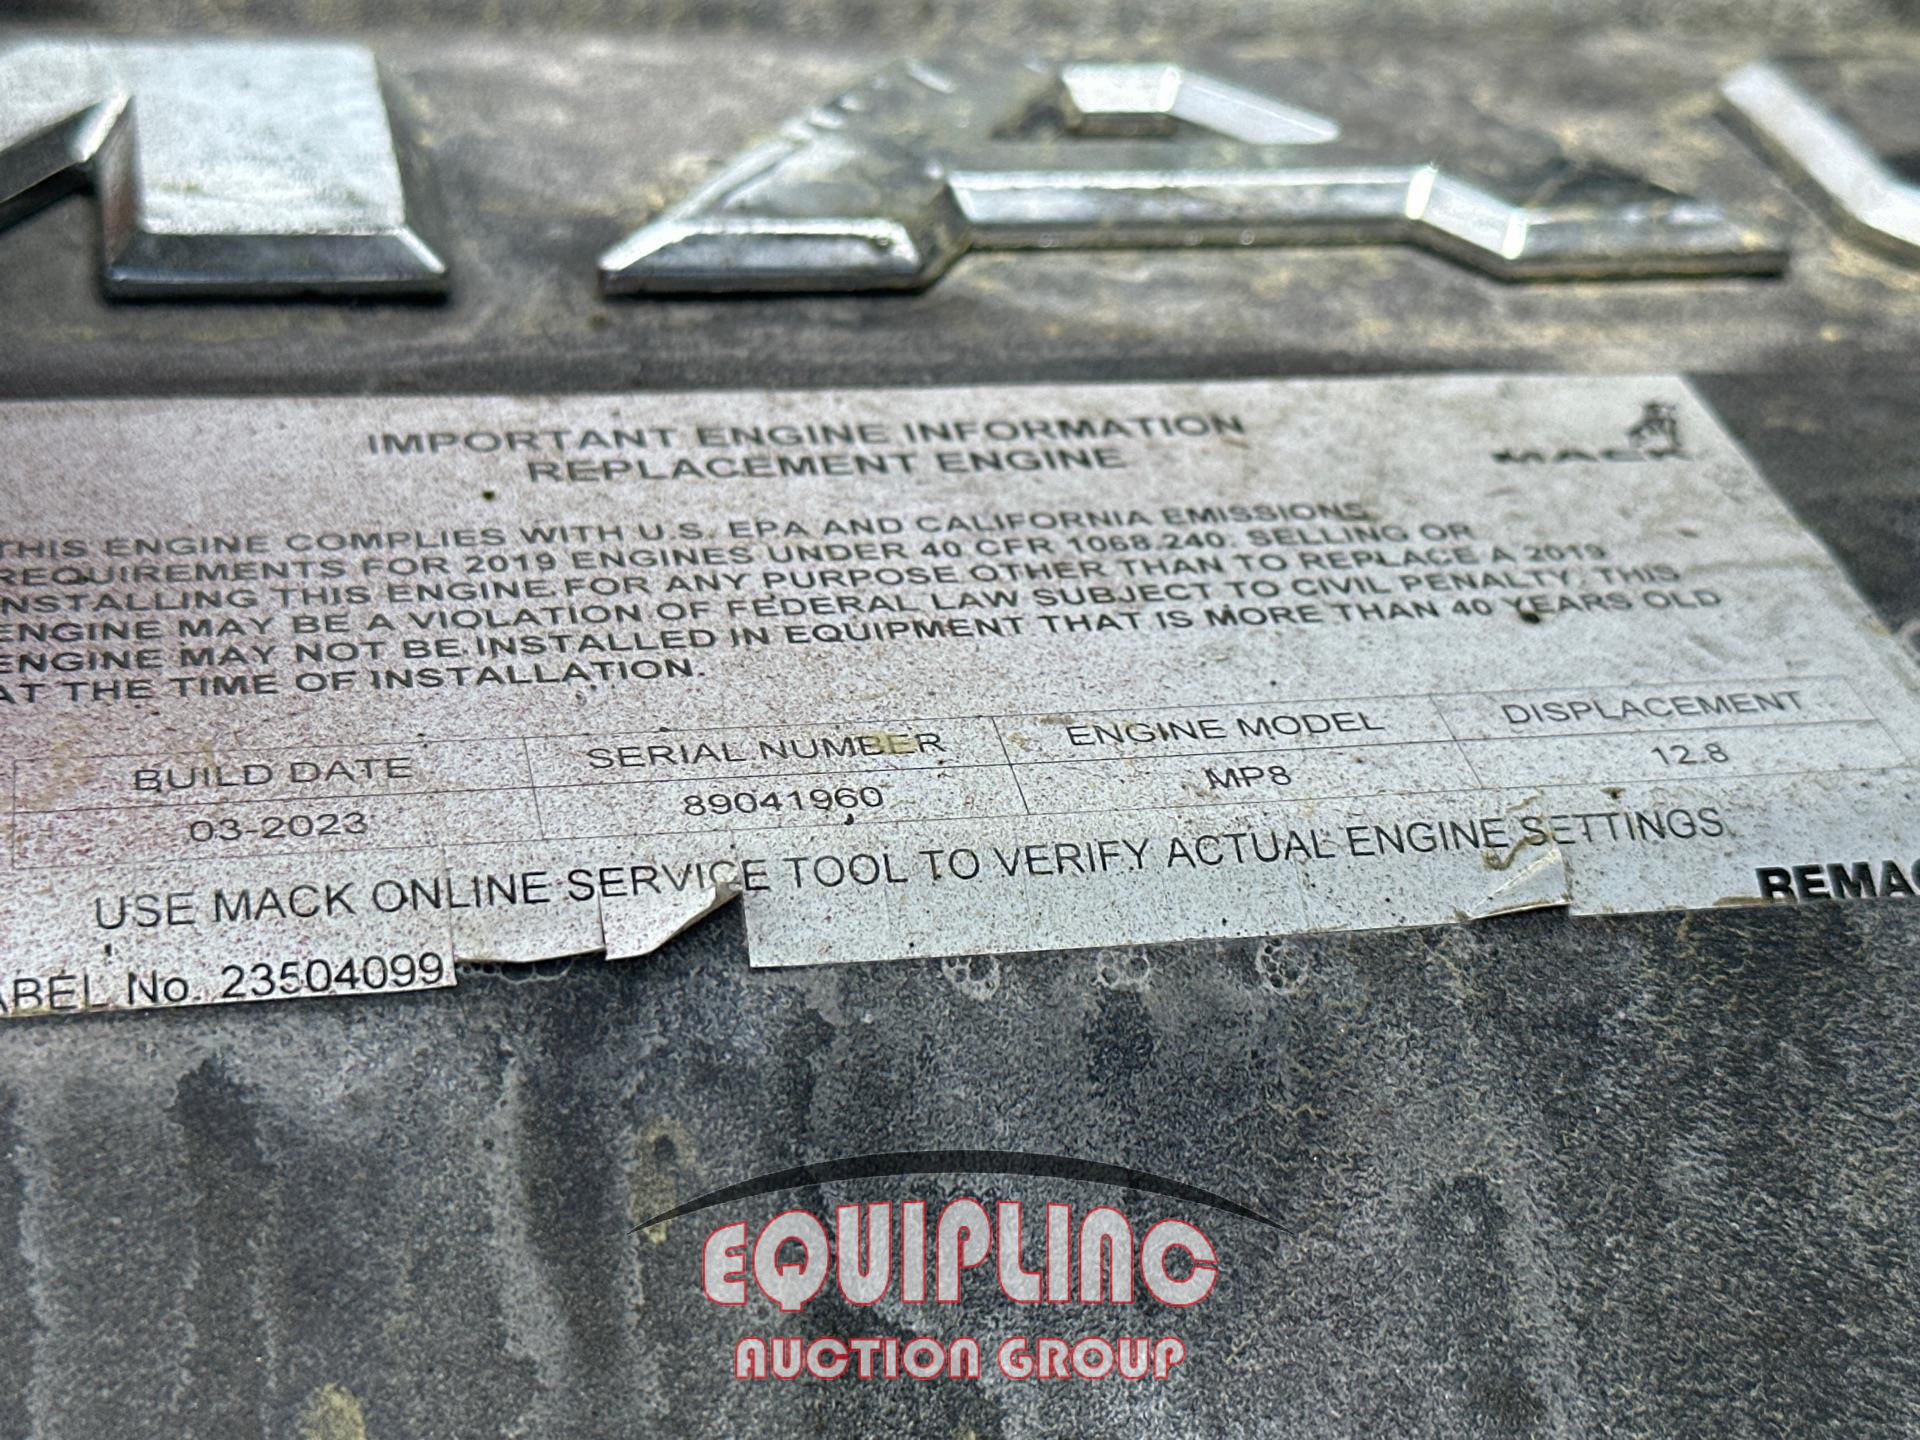 IMPORTANT ENGINE INFORMATION
REPLACEMENT ENGINE
MACK
THIS ENGINE COMPLIES WITH U.S. EPA AND CALIFORNIA EMISSIONS
REQUIREMENTS FOR 2019 ENGINES UNDER 40 CFR 1068.240. SELLING OR
INSTALLING THIS ENGINE FOR ANY PURPOSE OTHER THAN TO REPLACE A 2019
ENGINE MAY BE A VIOLATION OF FEDERAL LAW SUBJECT TO CIVIL PENALTY. THIS
ENGINE MAY NOT BE INSTALLED IN EQUIPMENT THAT IS MORE THAN 40 YEARS OLD
AT THE TIME OF INSTALLATION.
BUILD DATE SERIAL NUMBER ENGINE MODEL DISPLACEMENT
03-2023 89041960 MP8 12.8
USE MACK ONLINE SERVICE TOOL TO VERIFY ACTUAL ENGINE SETTINGS.
ABEL No. 23504099
REMAC
EQUIPLINC
AUCTION GROUP